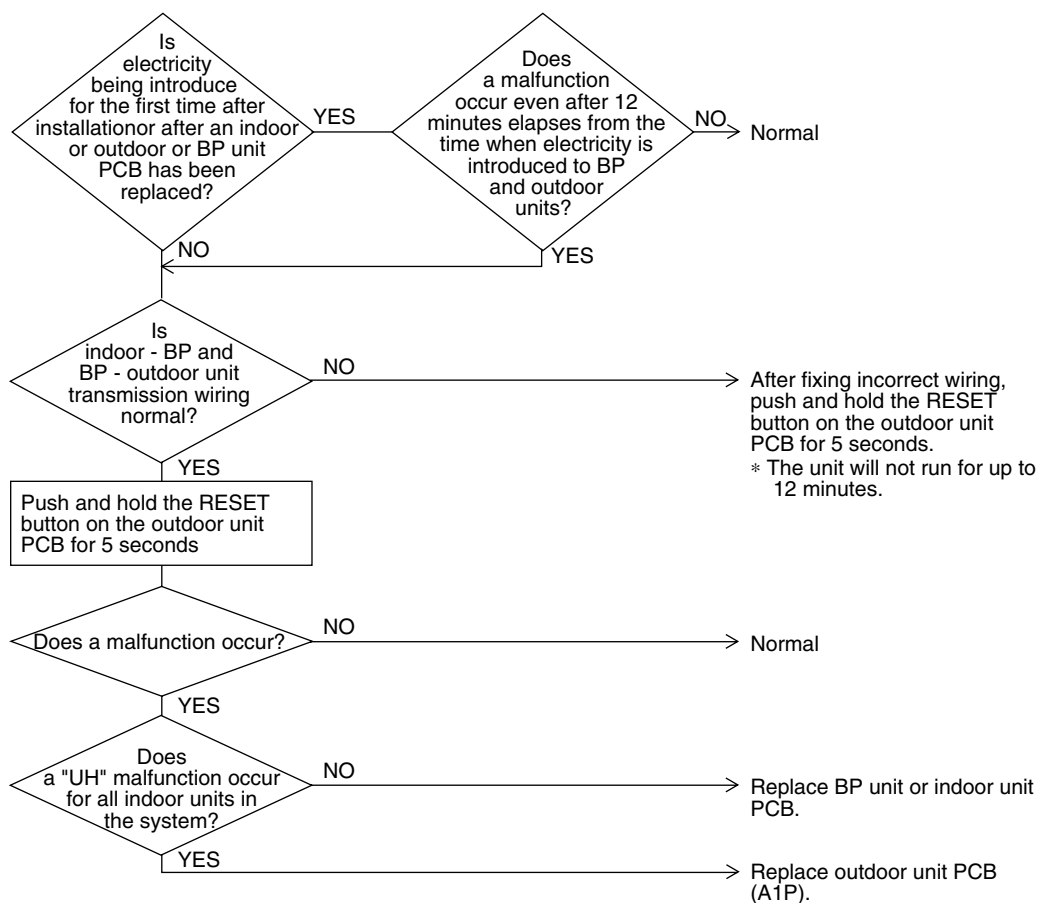 Is
electricity
being introduce
for the first time after
installationor after an indoor
or outdoor or BP unit
PCB has been
replaced?
YES
NO
Does
a malfunction
occur even after 12
minutes elapses from the
time when electricity is
introduced to BP
and outdoor
units?
NO
YES
Normal
Is
indoor - BP and
BP - outdoor unit
transmission wiring
normal?
NO
YES
After fixing incorrect wiring,
push and hold the RESET
button on the outdoor unit
PCB for 5 seconds.
* The unit will not run for up to
12 minutes.
Push and hold the RESET
button on the outdoor unit
PCB for 5 seconds
Does a malfunction occur?
NO
YES
Normal
Does
a "UH" malfunction occur
for all indoor units in
the system?
NO
YES
Replace BP unit or indoor unit
PCB.
Replace outdoor unit PCB
(A1P).